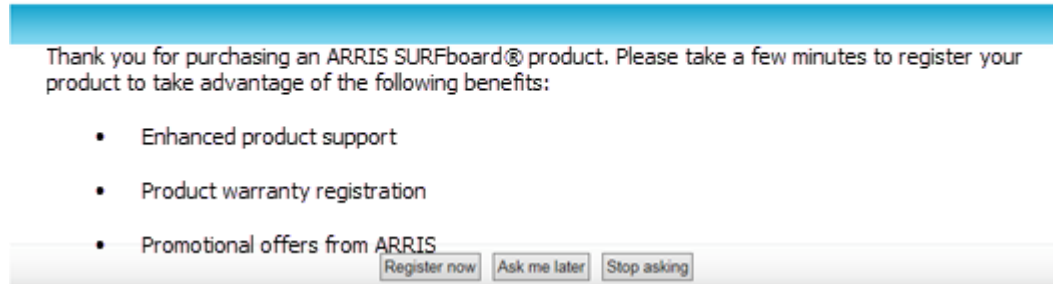 Thank you for purchasing an ARRIS SURFboard® product. Please take a few minutes to register your
product to take advantage of the following benefits:
• Enhanced product support
• Product warranty registration
• Promotional offers from ARRIS
Register now Ask me later Stop asking